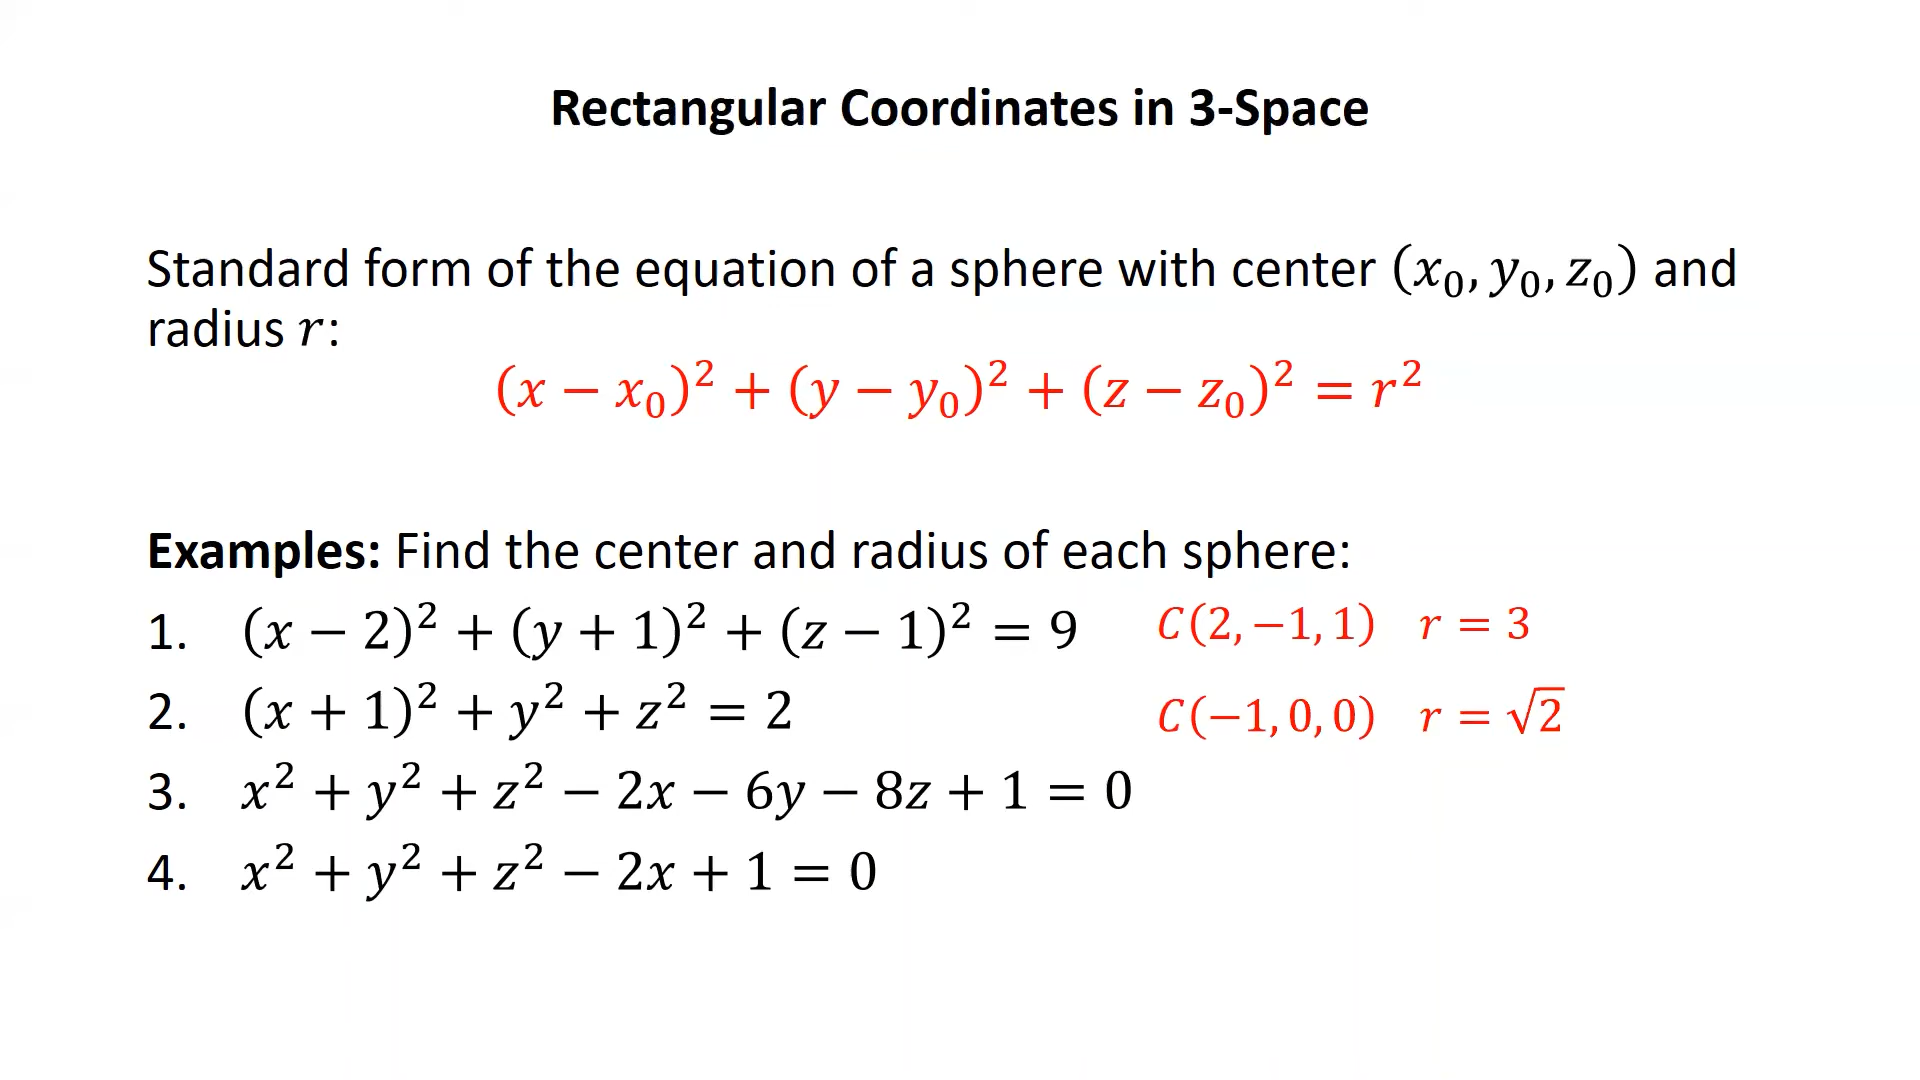 Rectangular Coordinates in 3-Space
Standard form of the equation of a sphere with center (x₀, y₀, z₀) and
radius r:
(x − x₀)² + (y − y₀)² + (z − z₀)² = r²
Examples: Find the center and radius of each sphere:
1. (x − 2)² + (y + 1)² + (z − 1)² = 9 C(2, −1, 1) r = 3
2. (x + 1)² + y² + z² = 2 C(−1, 0, 0) r = √2
3. x² + y² + z² − 2x − 6y − 8z + 1 = 0
4. x² + y² + z² − 2x + 1 = 0